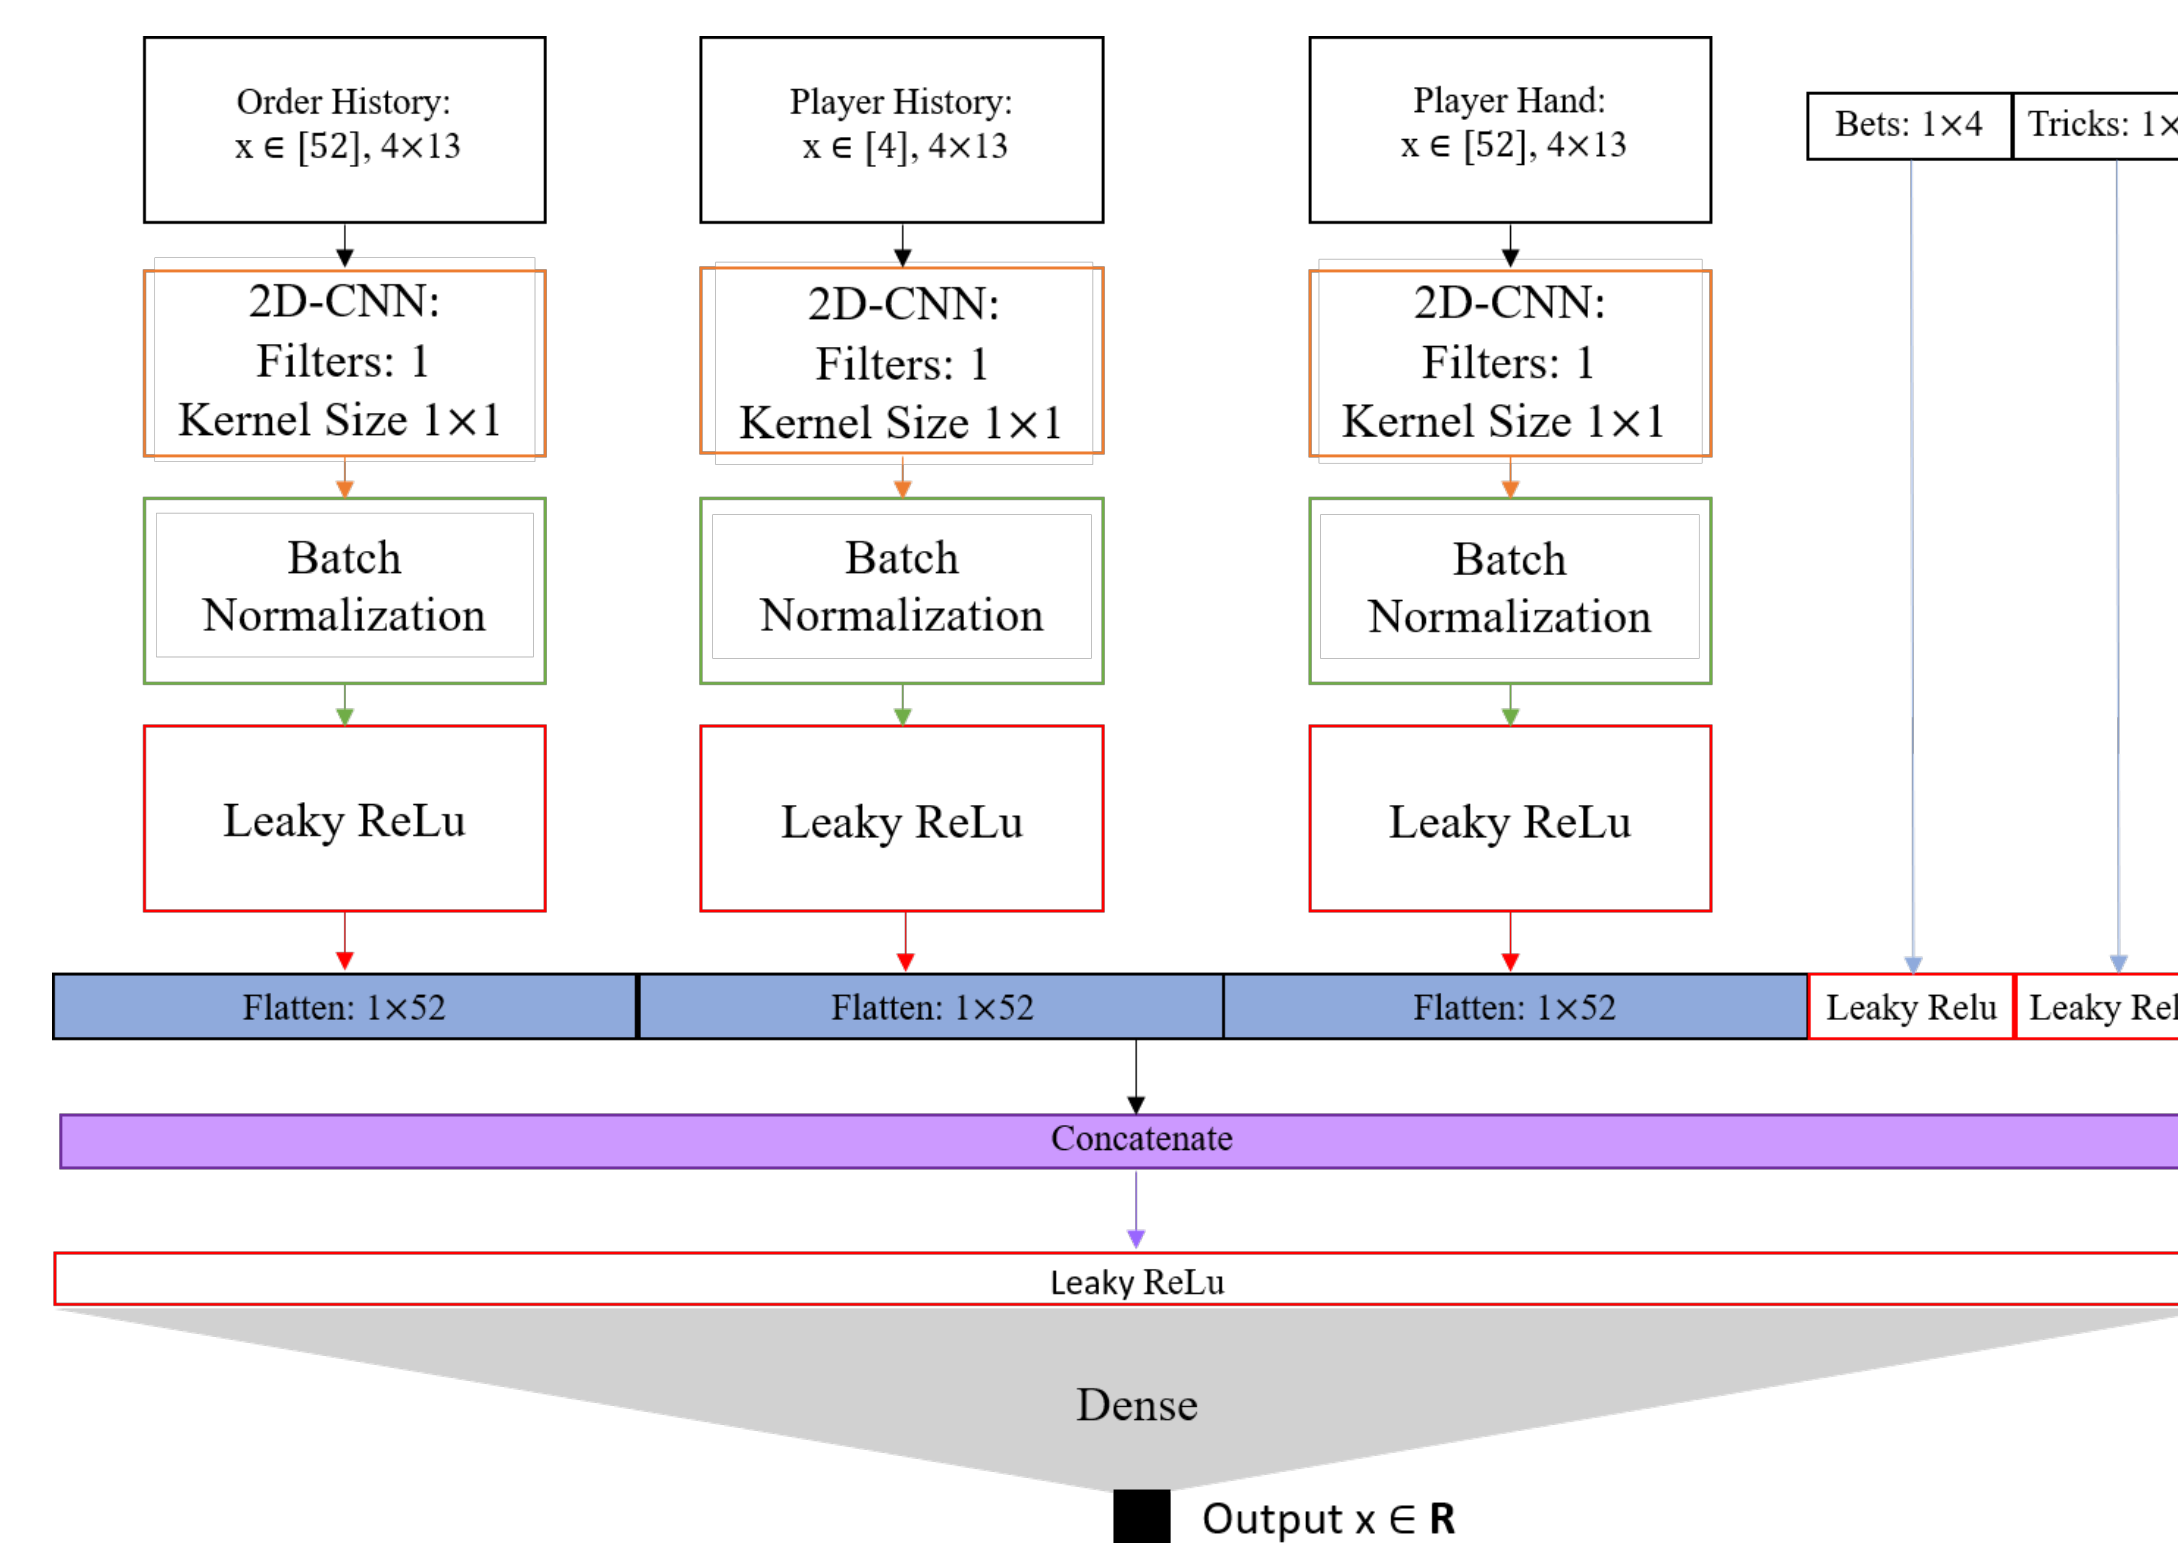 Order History:
x ∈ [52], 4×13
Player History:
x ∈ [4], 4×13
Player Hand:
x ∈ [52], 4×13
Bets: 1×4
Tricks: 1×
2D-CNN:
Filters: 1
Kernel Size 1×1
2D-CNN:
Filters: 1
Kernel Size 1×1
2D-CNN:
Filters: 1
Kernel Size 1×1
Batch
Normalization
Batch
Normalization
Batch
Normalization
Leaky ReLu
Leaky ReLu
Leaky ReLu
Flatten: 1×52
Flatten: 1×52
Flatten: 1×52
Leaky Relu
Leaky
Concatenate
Leaky ReLu
Dense
Output x ∈ R